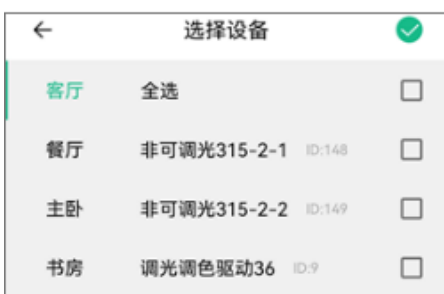 选择设备
客厅 全选
餐厅 非可调光315-2-1 ID:148
主卧 非可调光315-2-2 ID:149
书房 调光调色驱动36 ID:9